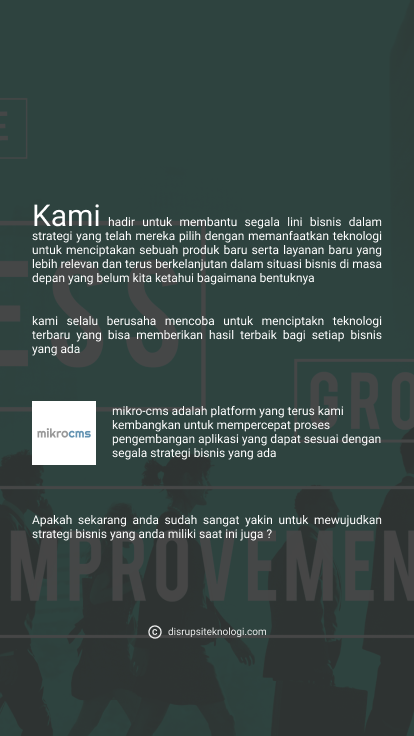 E
Kami hadir untuk membantu segala lini bisnis dalam
strategi yang telah mereka pilih dengan memanfaatkan teknologi
untuk menciptakan sebuah produk baru serta layanan baru yang
lebih relevan dan terus berkelanjutan dalam situasi bisnis di masa
depan yang belum kita ketahui bagaimana bentuknya
ESS
kami selalu berusaha mencoba untuk menciptakn teknologi
terbaru yang bisa memberikan hasil terbaik bagi setiap bisnis
yang ada
GRO
mikrocms
mikro-cms adalah platform yang terus kami
kembangkan untuk mempercepat proses
pengembangan aplikasi yang dapat sesuai dengan
segala strategi bisnis yang ada
Apakah sekarang anda sudah sangat yakin untuk mewujudkan
strategi bisnis yang anda miliki saat ini juga ?
MPROVEMEN
© disrupsiteknologi.com